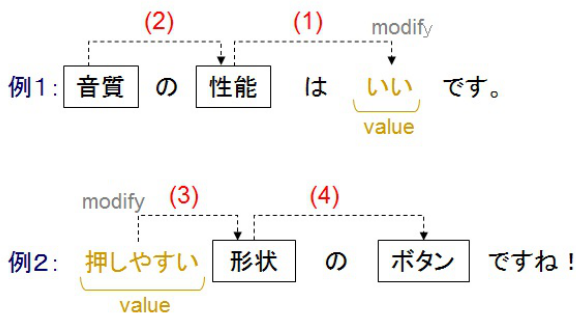 (2) (1) modify
例1: 音質 の 性能 は いい です。
value
modify (3) (4)
例2: 押しやすい 形状 の ボタン ですね!
value